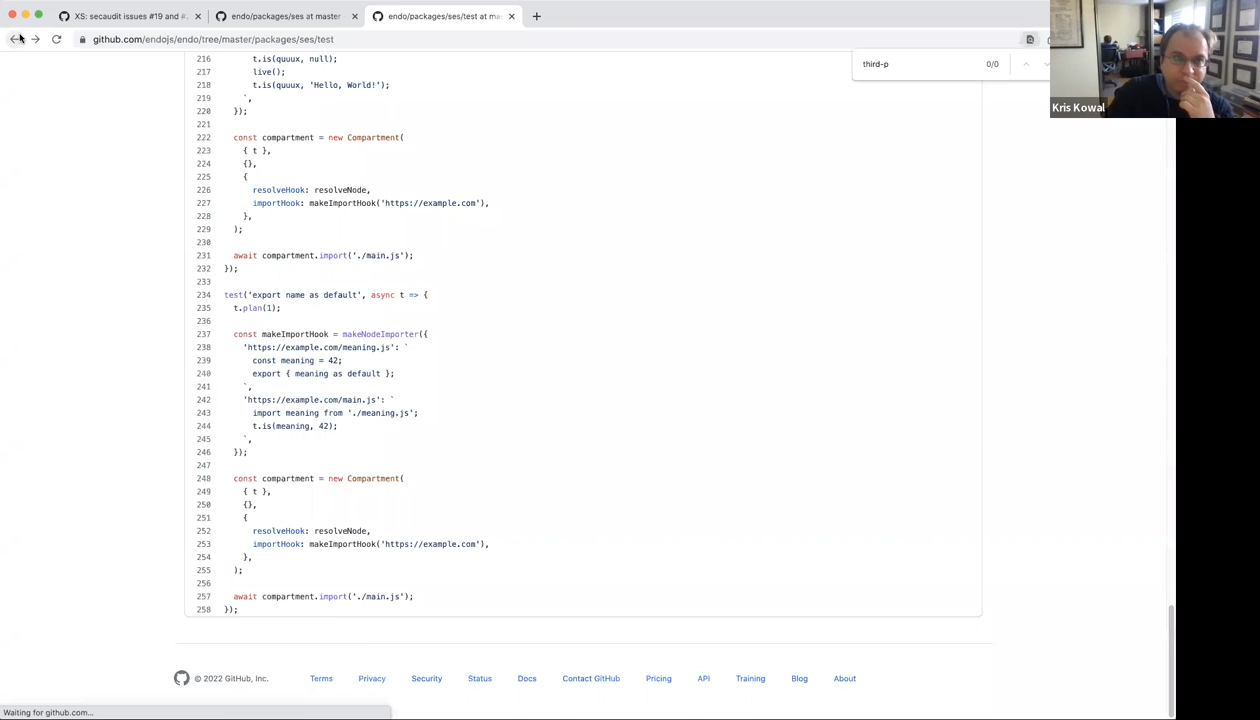 XS: secaudit issues #19 and #
endo/packages/ses at master
endo/packages/ses/test at ma
github.com/endojs/endo/tree/master/packages/ses/test
third-p
0/0
Kris Kowal
216 t.is(quuux, null);
217 live();
218 t.is(quuux, 'Hello, World!');
219 `,
220 });
221
222 const compartment = new Compartment(
223 { t },
224 {},
225 {
226 resolveHook: resolveNode,
227 importHook: makeImportHook('https://example.com'),
228 },
229 );
230
231 await compartment.import('./main.js');
232 });
233
234 test('export name as default', async t => {
235 t.plan(1);
236
237 const makeImportHook = makeNodeImporter({
238 'https://example.com/meaning.js': `
239 const meaning = 42;
240 export { meaning as default };
241 `,
242 'https://example.com/main.js': `
243 import meaning from './meaning.js';
244 t.is(meaning, 42);
245 `,
246 });
247
248 const compartment = new Compartment(
249 { t },
250 {},
251 {
252 resolveHook: resolveNode,
253 importHook: makeImportHook('https://example.com'),
254 },
255 );
256
257 await compartment.import('./main.js');
258 });
© 2022 GitHub, Inc.
Terms
Privacy
Security
Status
Docs
Contact GitHub
Pricing
API
Training
Blog
About
Waiting for github.com...